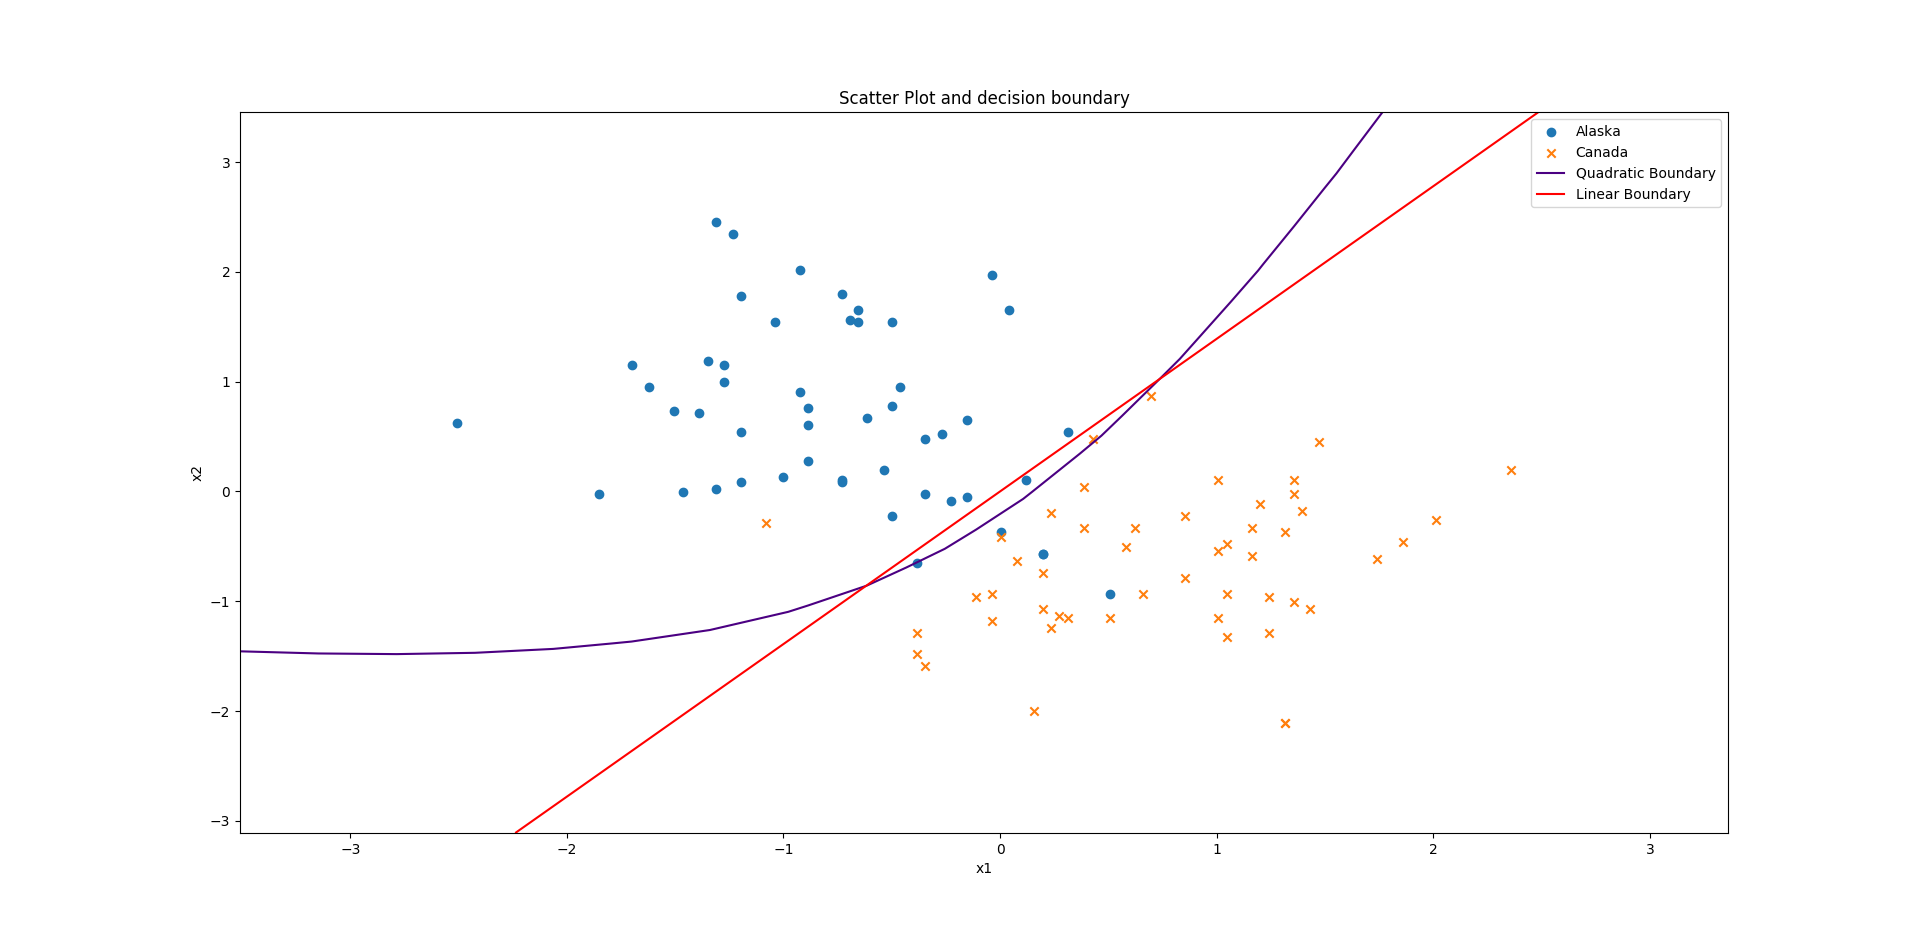 Scatter Plot and decision boundary
Alaska
Canada
Quadratic Boundary
Linear Boundary
3
2
1
0
−1
−2
−3
x2
−3
−2
−1
0
1
2
3
x1